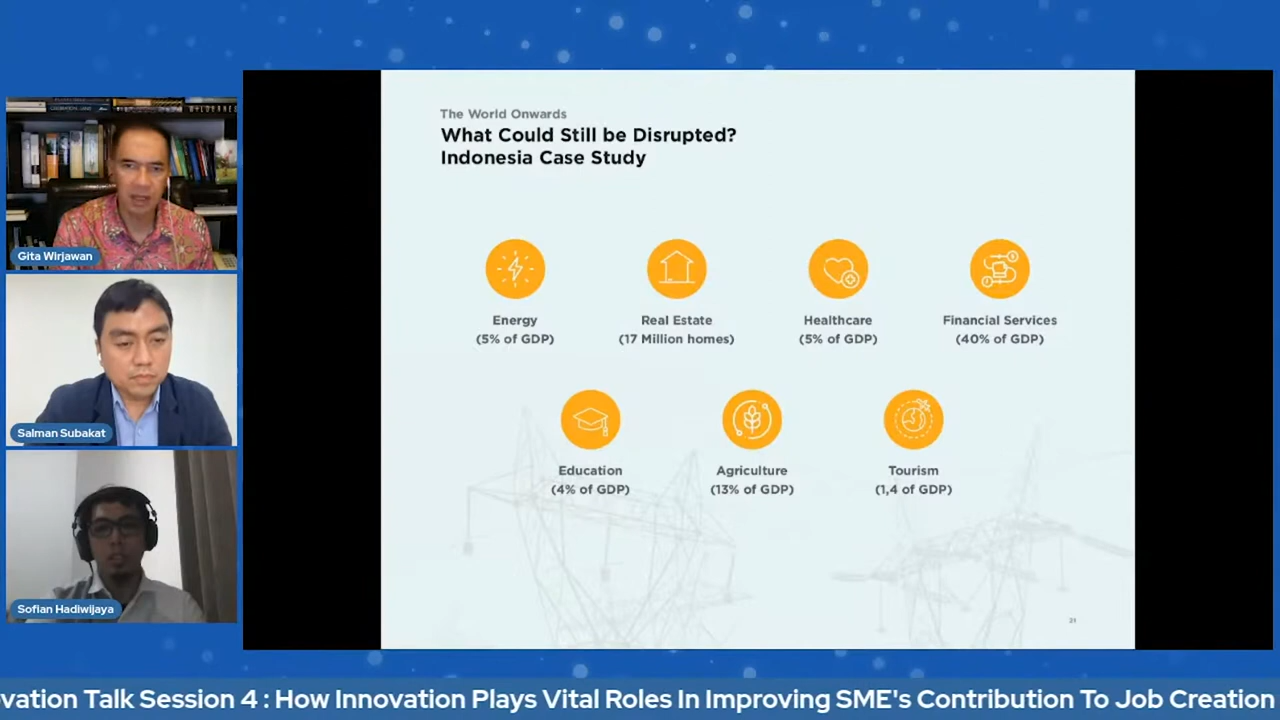 Gita Wirjawan
Salman Subakat
Sofian Hadiwijaya
The World Onwards
What Could Still be Disrupted?
Indonesia Case Study
Energy
(5% of GDP)
Real Estate
(17 Million homes)
Healthcare
(5% of GDP)
Financial Services
(40% of GDP)
Education
(4% of GDP)
Agriculture
(13% of GDP)
Tourism
(1,4 of GDP)
21
vation Talk Session 4 : How Innovation Plays Vital Roles In Improving SME's Contribution To Job Creation